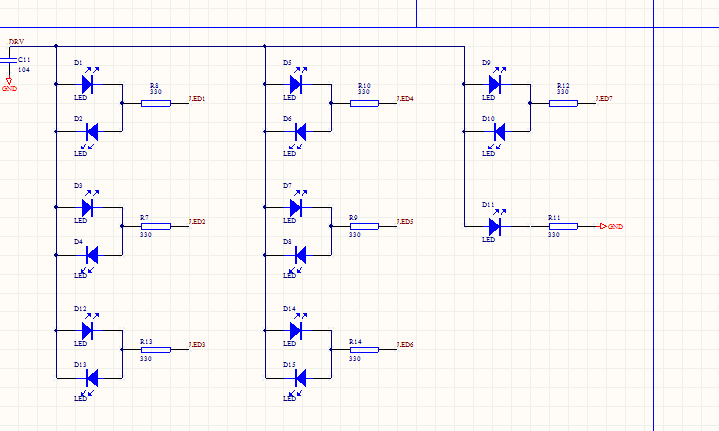 DRV
C11
104
GND
D1
LED
D2
LED
R8
330
LED1
D5
LED
D6
LED
R10
330
LED4
D9
LED
D10
LED
R12
330
LED7
D3
LED
D4
LED
R7
330
LED2
D7
LED
D8
LED
R9
330
LED5
D11
LED
R11
330
GND
D12
LED
D13
LED
R13
330
LED3
D14
LED
D15
LED
R14
330
LED6